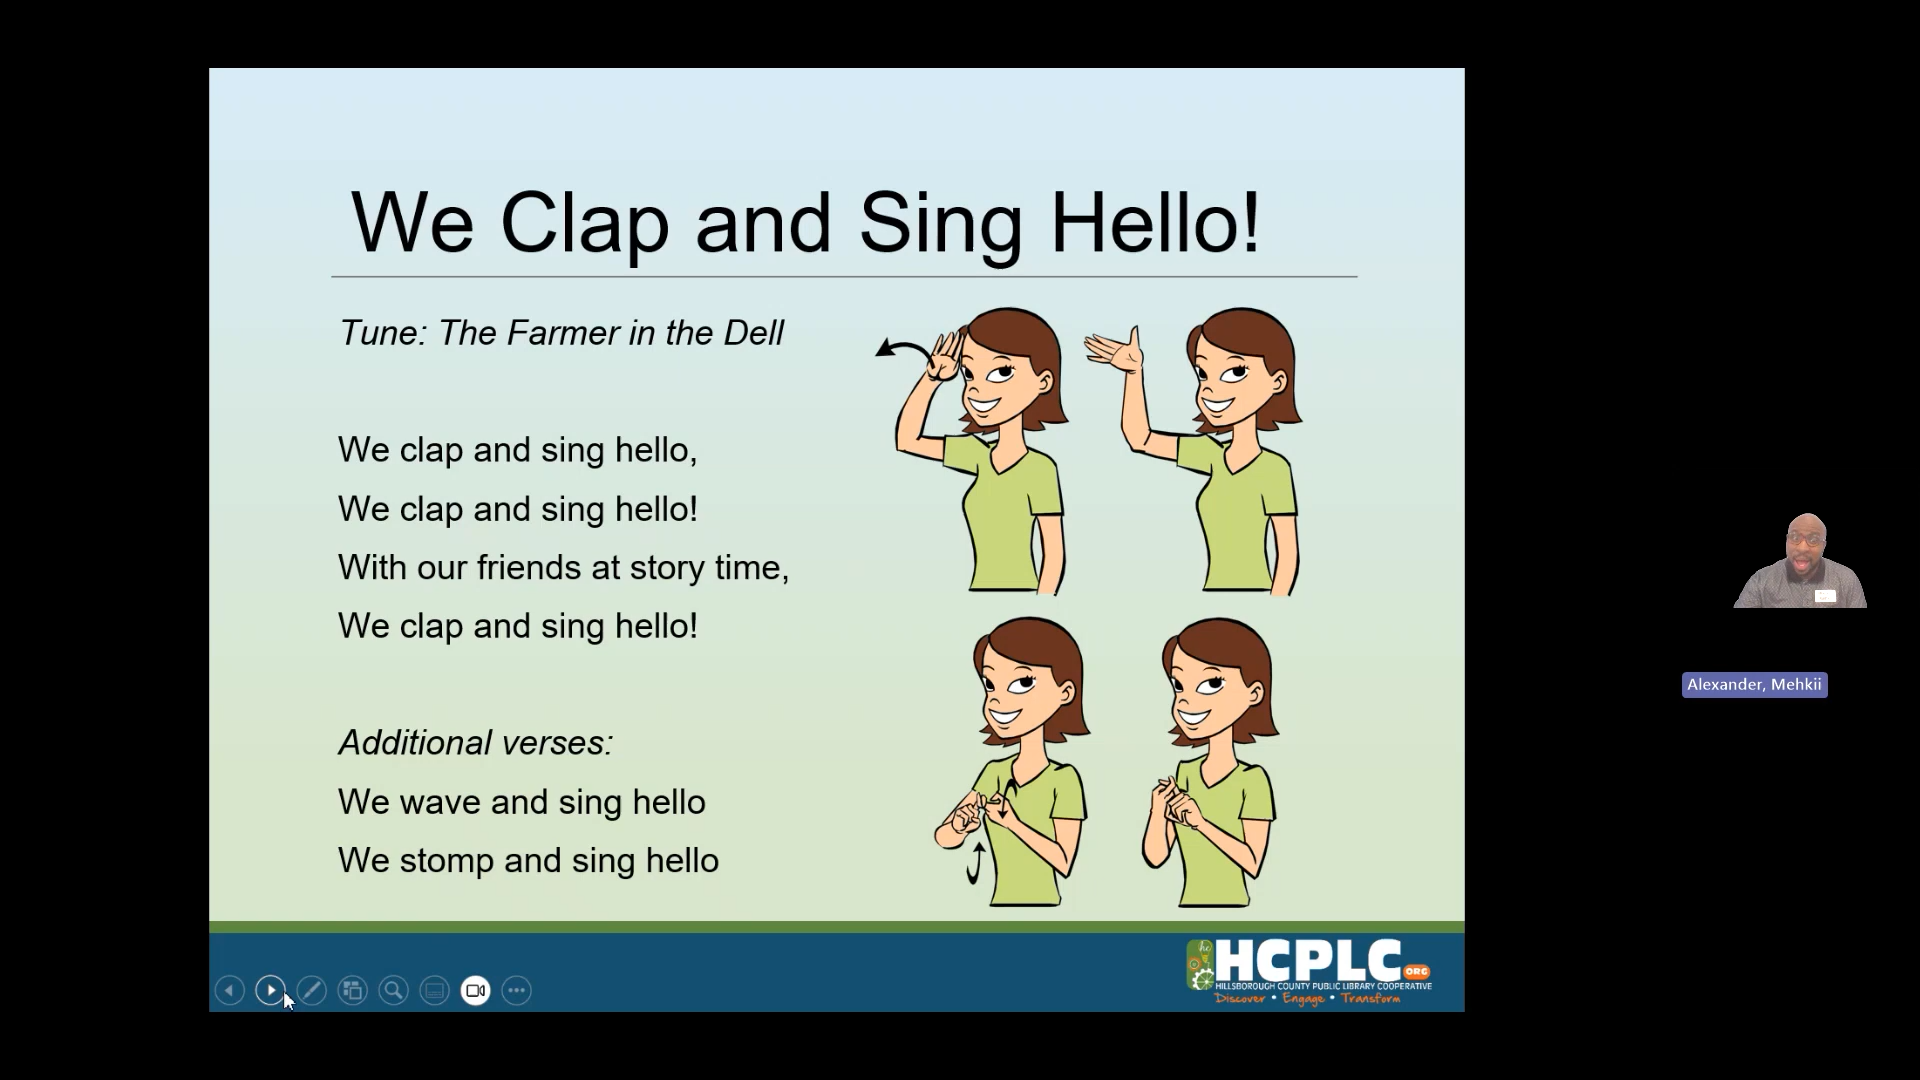 We Clap and Sing Hello!
Tune: The Farmer in the Dell
We clap and sing hello,
We clap and sing hello!
With our friends at story time,
We clap and sing hello!
Additional verses:
We wave and sing hello
We stomp and sing hello
Alexander, Mehkii
the
HCPLC
ORG
HILLSBOROUGH COUNTY PUBLIC LIBRARY COOPERATIVE
Discover • Engage • Transform